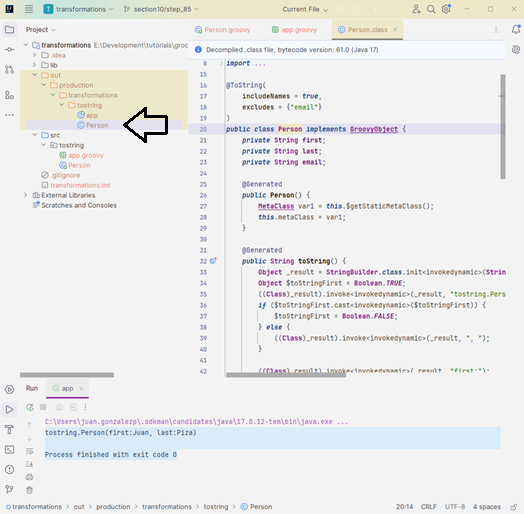 T transformations
section10/step_85
Current File
Project
transformations E:\Development\tutorials\groc
.idea
lib
out
production
transformations
tostring
app
Person
src
tostring
app.groovy
Person
.gitignore
transformations.iml
External Libraries
Scratches and Consoles
Person.groovy
app.groovy
Person.class
Decompiled .class file, bytecode version: 61.0 (Java 17)
8 import ...
15
16 @ToString(
17 includeNames = true,
18 excludes = {"email"}
19 )
20 public class Person implements GroovyObject {
21 private String first;
22 private String last;
23 private String email;
24
25 @Generated
26 public Person() {
27 MetaClass var1 = this.$getStaticMetaClass();
28 this.metaClass = var1;
29 }
30
31 @Generated
32 public String toString() {
33 Object _result = StringBuilder.class.init<invokedynamic>(Strin
34 Object $toStringFirst = Boolean.TRUE;
35 ((Class)_result).invoke<invokedynamic>(_result, "tostring.Pers
36 if ($toStringFirst.cast<invokedynamic>($toStringFirst)) {
37 $toStringFirst = Boolean.FALSE;
38 } else {
39 ((Class)_result).invoke<invokedynamic>(_result, ", ");
40 }
41
42 ((Class)_result).invoke<invokedynamic>(_result, "first:");
Run app
C:\Users\juan.gonzalezp\.sdkman\candidates\java\17.0.12-tem\bin\java.exe ...
tostring.Person(first:Juan, last:Piza)
Process finished with exit code 0
transformations > out > production > transformations > tostring > Person
20:14 CRLF UTF-8 4 spaces